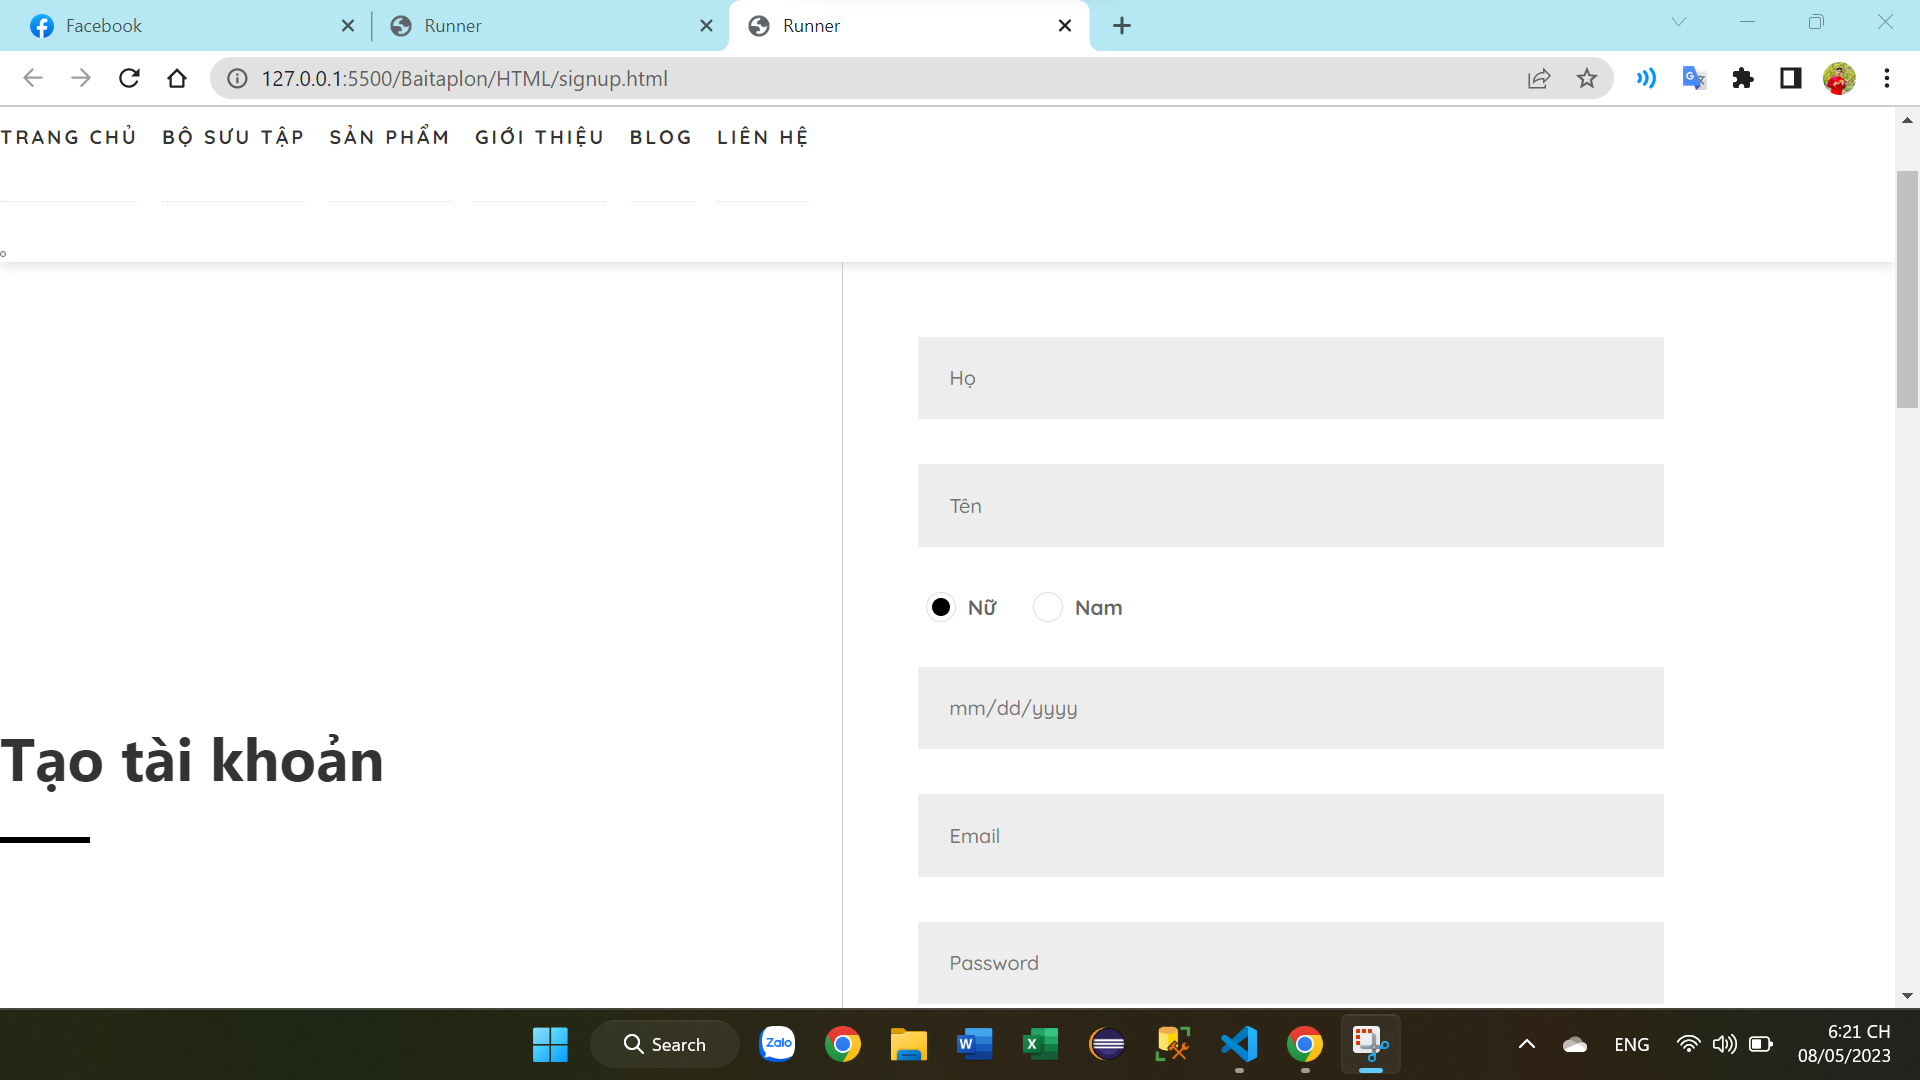 Facebook
Runner
Runner
127.0.0.1:5500/Baitaplon/HTML/signup.html
TRANG CHỦ BỘ SƯU TẬP SẢN PHẨM GIỚI THIỆU BLOG LIÊN HỆ
Họ
Tên
Nữ Nam
mm/dd/yyyy
Tạo tài khoản
Email
Password
Search
Zalo
ENG
6:21 CH
08/05/2023